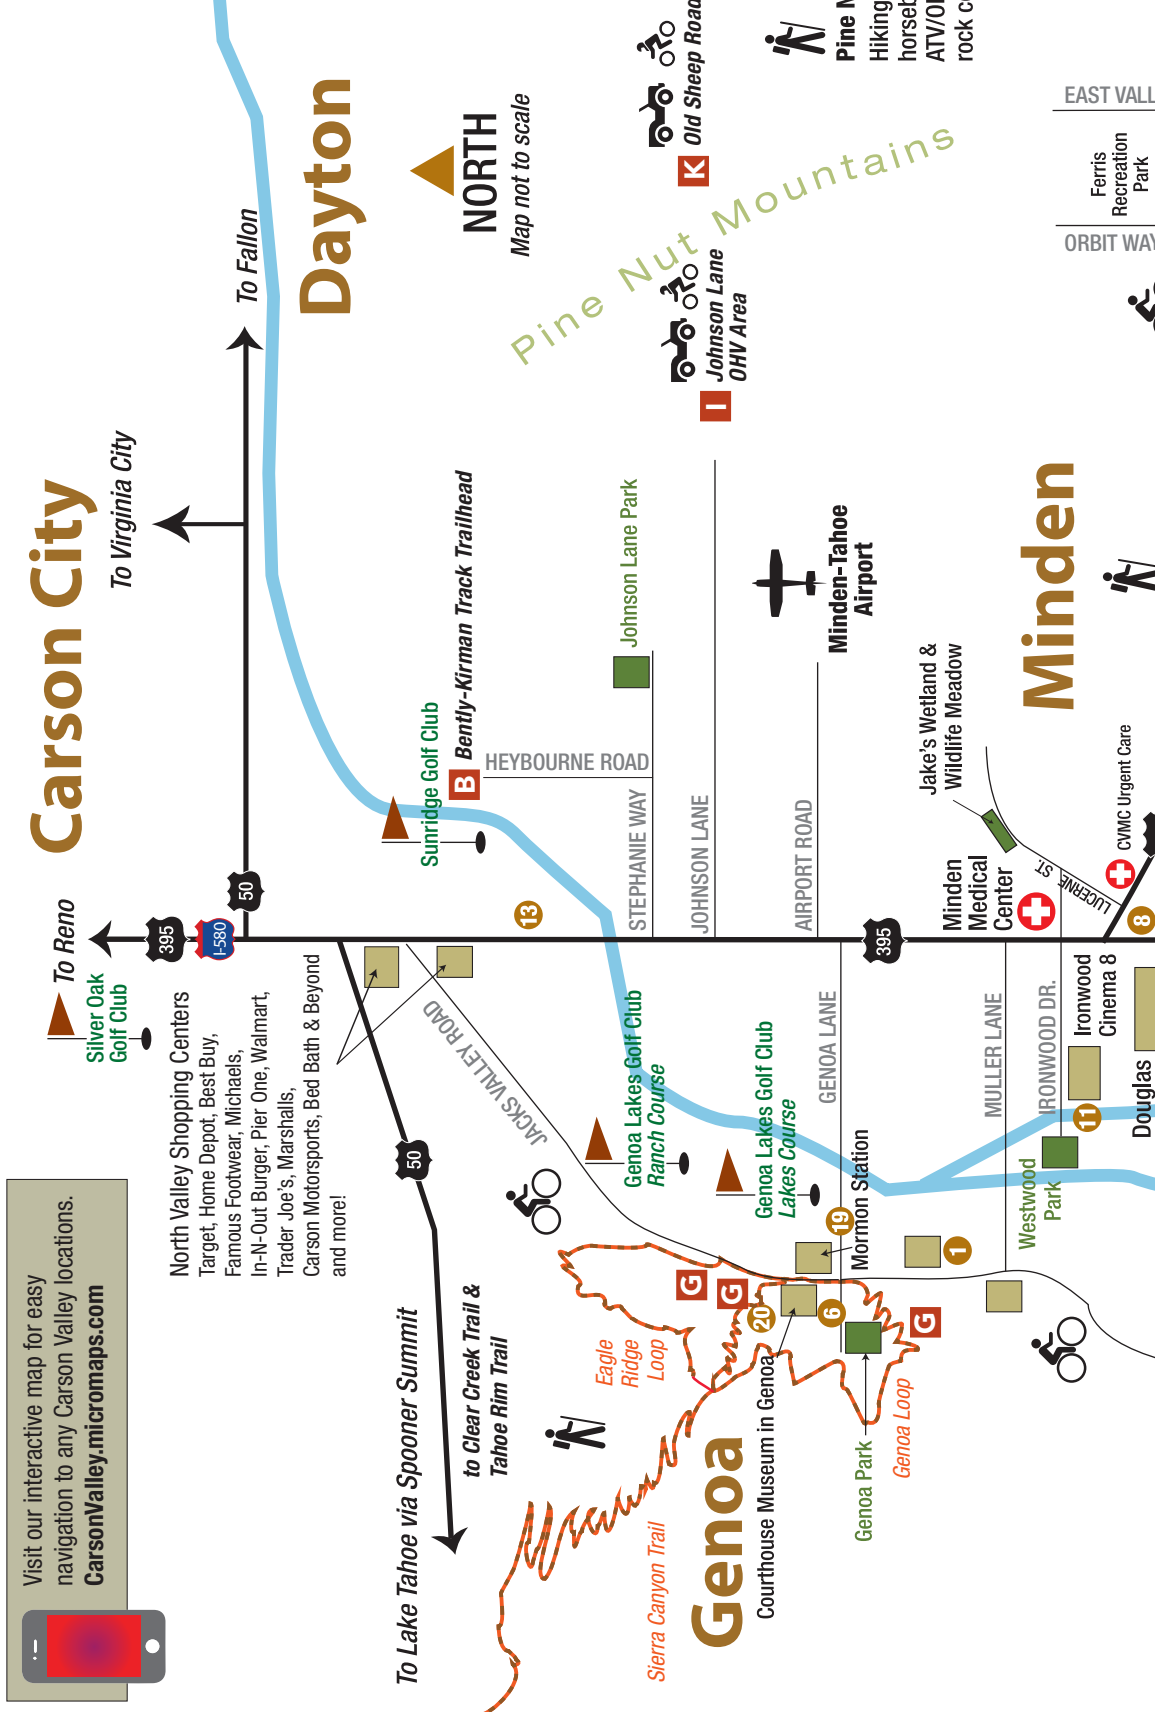 Visit our interactive map for easy
navigation to any Carson Valley locations.
CarsonValley.micromaps.com
To Reno
395
I-580
50
Silver Oak
Golf Club
Carson City
To Virginia City
To Fallon
Dayton
NORTH
Map not to scale
North Valley Shopping Centers
Target, Home Depot, Best Buy,
Famous Footwear, Michaels,
In-N-Out Burger, Pier One, Walmart,
Trader Joe's, Marshalls,
Carson Motorsports, Bed Bath & Beyond
and more!
50
To Lake Tahoe via Spooner Summit
to Clear Creek Trail &
Tahoe Rim Trail
JACKS VALLEY ROAD
Sunridge Golf Club
B
Bently-Kirman Track Trailhead
HEYBOURNE ROAD
13
STEPHANIE WAY
Johnson Lane Park
JOHNSON LANE
I
Johnson Lane
OHV Area
K
Old Sheep Road
Pine Nut Mountains
Pine N
Hiking
horseb
ATV/OH
rock co
Genoa Lakes Golf Club
Ranch Course
Genoa Lakes Golf Club
Lakes Course
Eagle
Ridge
Loop
G
G
G
Sierra Canyon Trail
Genoa
Courthouse Museum in Genoa
20
6
19
Mormon Station
1
Genoa Park
Genoa Loop
AIRPORT ROAD
Minden-Tahoe
Airport
GENOA LANE
395
MULLER LANE
IRONWOOD DR.
Westwood
Park
Minden
Medical
Center
Jake's Wetland &
Wildlife Meadow
LUCERNE ST.
Minden
CVMC Urgent Care
8
Ironwood
Cinema 8
11
Douglas
EAST VALL
Ferris
Recreation
Park
ORBIT WAY